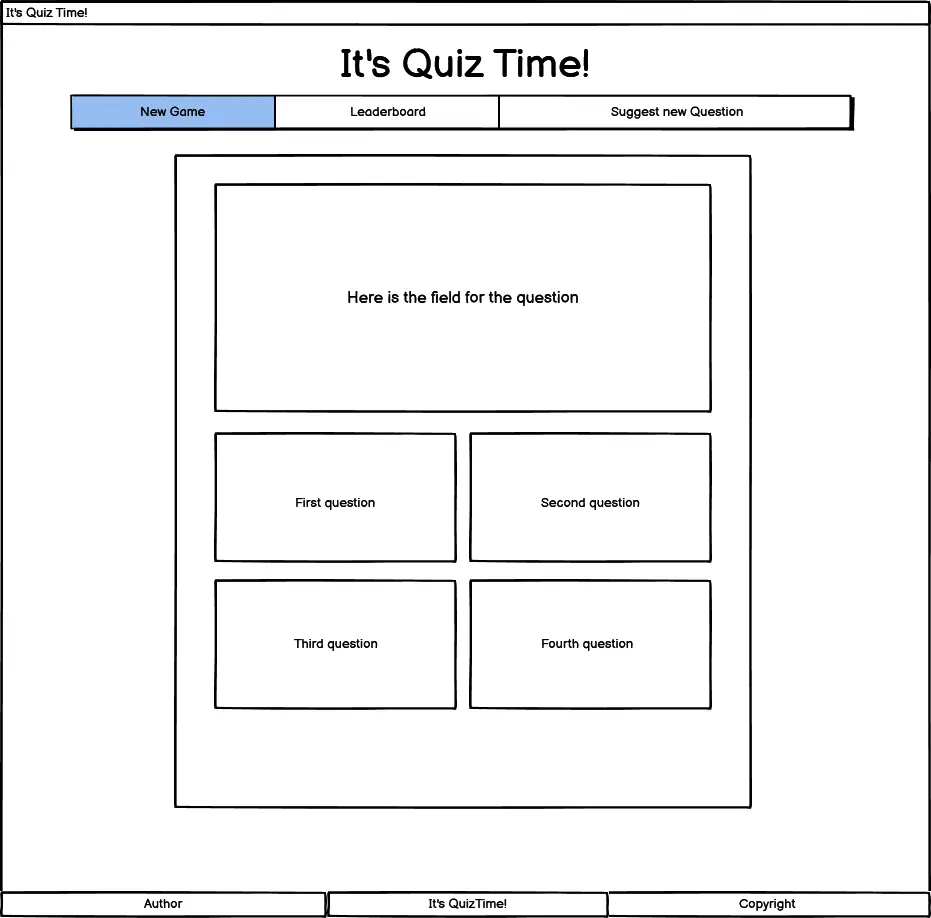 It's Quiz Time!
It's Quiz Time!
New Game
Leaderboard
Suggest new Question
Here is the field for the question
First question
Second question
Third question
Fourth question
Author
It's QuizTime!
Copyright